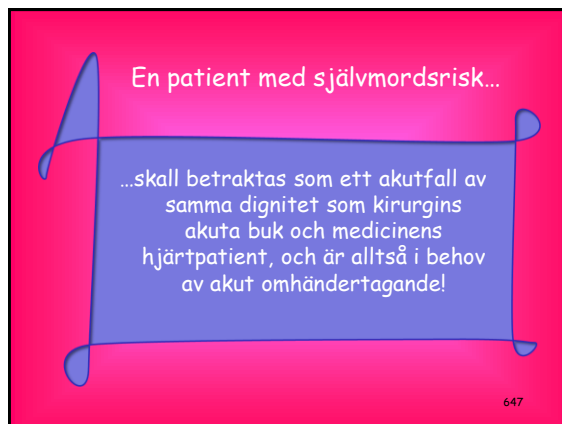 En patient med självmordsrisk…
…skall betraktas som ett akutfall av
samma dignitet som kirurgins
akuta buk och medicinens
hjärtpatient, och är alltså i behov
av akut omhändertagande!
647